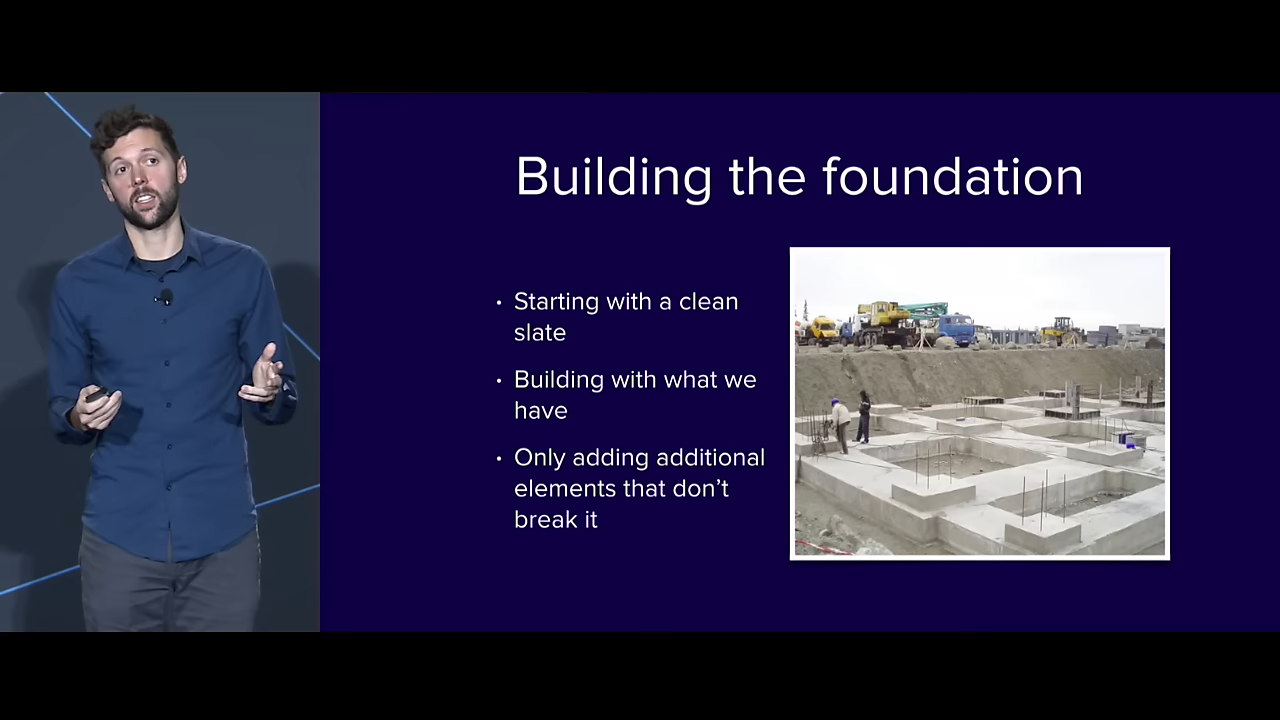 Building the foundation
• Starting with a clean
slate
• Building with what we
have
• Only adding additional
elements that don’t
break it